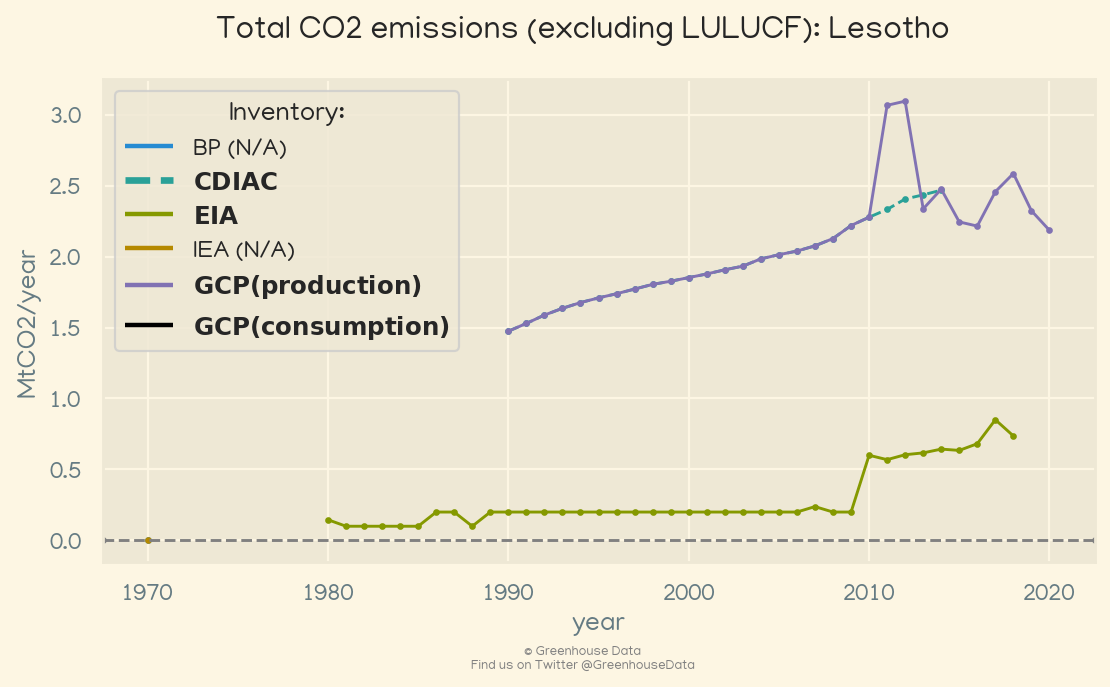 Total CO2 emissions (excluding LULUCF): Lesotho
Inventory:
BP (N/A)
CDIAC
EIA
IEA (N/A)
GCP(production)
GCP(consumption)
MtCO2/year
3.0
2.5
2.0
1.5
1.0
0.5
0.0
1970 1980 1990 2000 2010 2020
year
© Greenhouse Data
Find us on Twitter @GreenhouseData